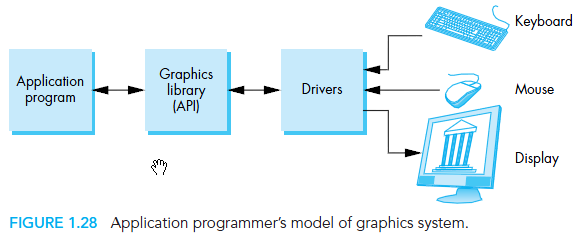 Application
program
Graphics
library
(API)
Drivers
Keyboard
Mouse
Display
FIGURE 1.28 Application programmer's model of graphics system.